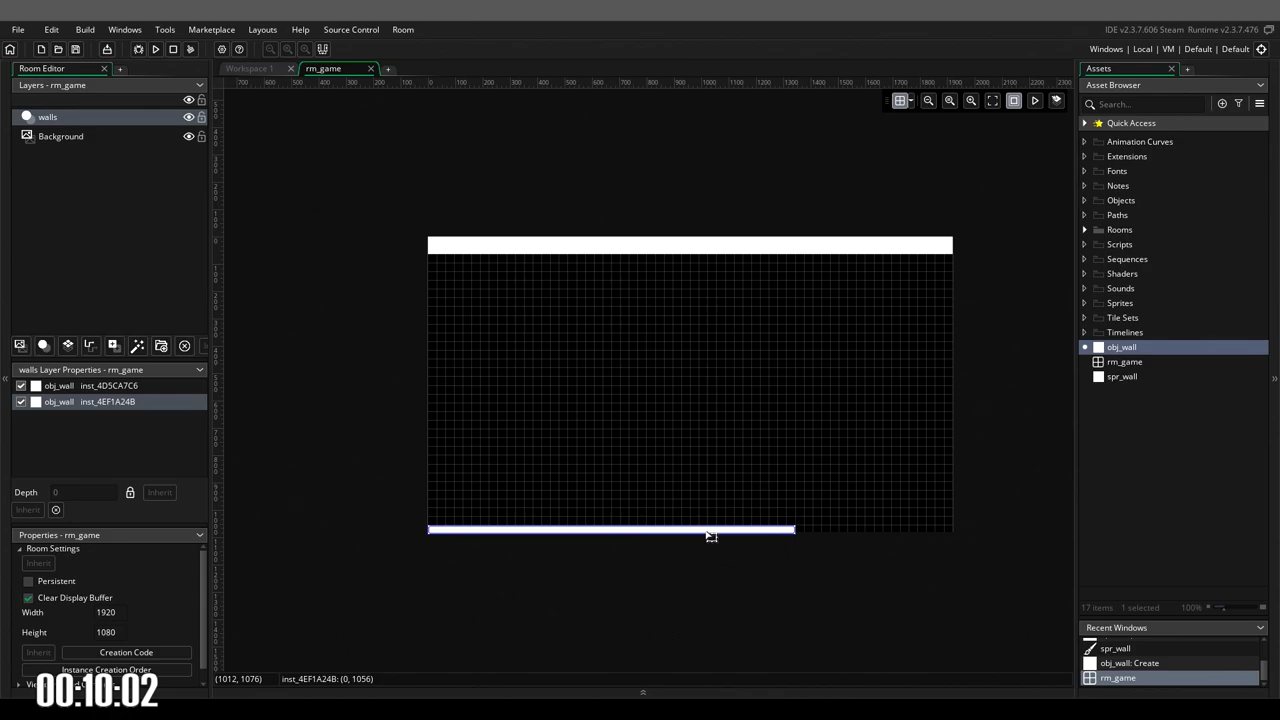 File Edit Build Windows Tools Help Marketplace Layouts Source Control Room
IDE v2.3.7.606 Steam Runtime v2.3.7.476
Windows | Local | VM | Default | Default
Room Editor
Workspace 1
rm_game
Assets
Layers - rm_game
walls
Background
Asset Browser
Search...
Quick Access
Animation Curves
Extensions
Fonts
Notes
Objects
Paths
Rooms
Scripts
Sequences
Shaders
Sounds
Sprites
Tile Sets
Timelines
obj_wall
rm_game
spr_wall
walls Layer Properties - rm_game
obj_wall inst_4D5CA7C6
obj_wall inst_4EF1A24B
Depth 0 Inherit
Inherit
Properties - rm_game
Room Settings
Inherit
Persistent
Clear Display Buffer
Width 1920
Height 1080
Inherit Creation Code
Instance Creation Order
17 items 1 selected 100%
Recent Windows
spr_wall
obj_wall: Create
rm_game
(1012, 1076) inst_4EF1A24B: (0, 1056)
00:10:02